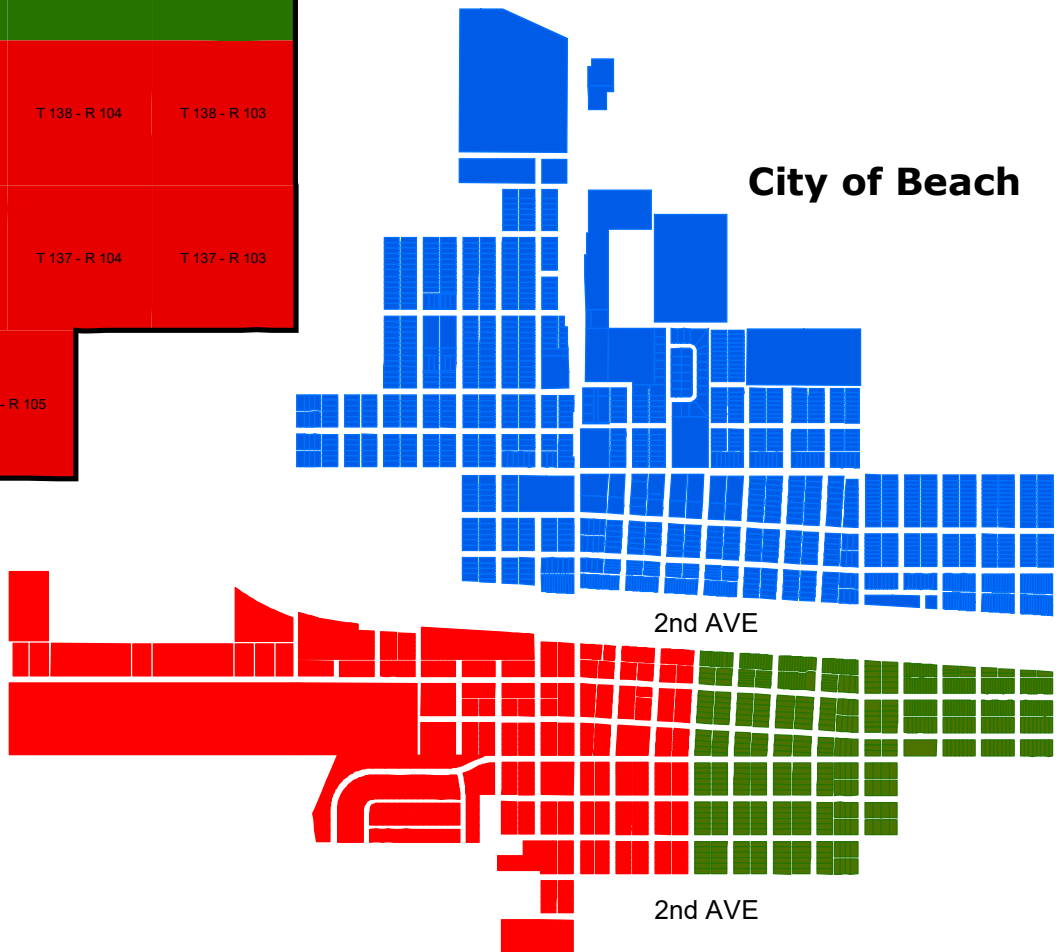 T 138 - R 104
T 138 - R 103
City of Beach
T 137 - R 104
T 137 - R 103
- R 105
2nd AVE
2nd AVE